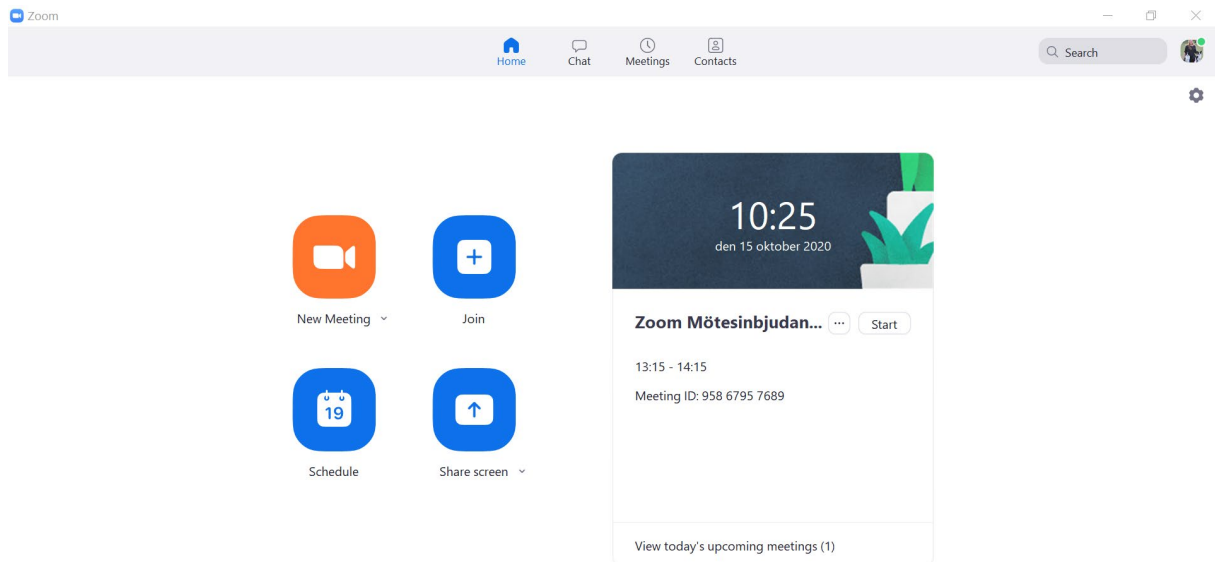 Zoom
Home
Chat
Meetings
Contacts
Search
10:25
den 15 oktober 2020
New Meeting
Join
Zoom Mötesinbjudan...
Start
13:15 - 14:15
Meeting ID: 958 6795 7689
19
Schedule
Share screen
View today's upcoming meetings (1)